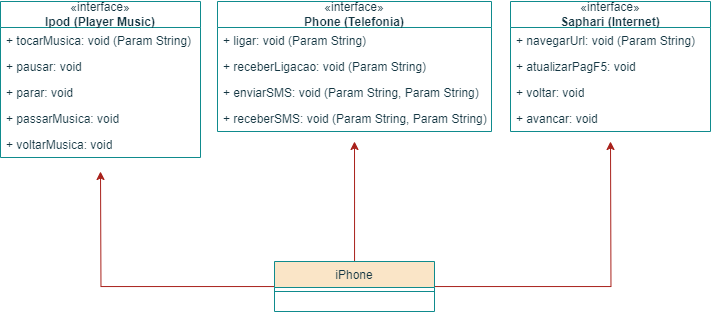 «interface»
Ipod (Player Music)
+ tocarMusica: void (Param String)
+ pausar: void
+ parar: void
+ passarMusica: void
+ voltarMusica: void
«interface»
Phone (Telefonia)
+ ligar: void (Param String)
+ receberLigacao: void (Param String)
+ enviarSMS: void (Param String, Param String)
+ receberSMS: void (Param String, Param String)
«interface»
Saphari (Internet)
+ navegarUrl: void (Param String)
+ atualizarPagF5: void
+ voltar: void
+ avancar: void
iPhone